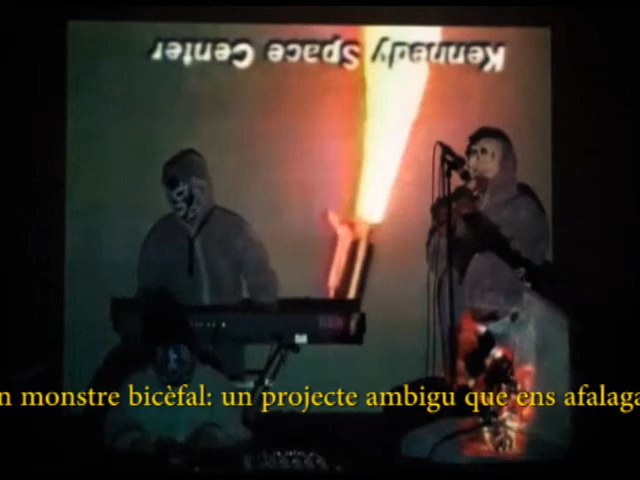 Kennedy Space Center
n monstre bicèfal: un projecte ambigu que ens afalaga